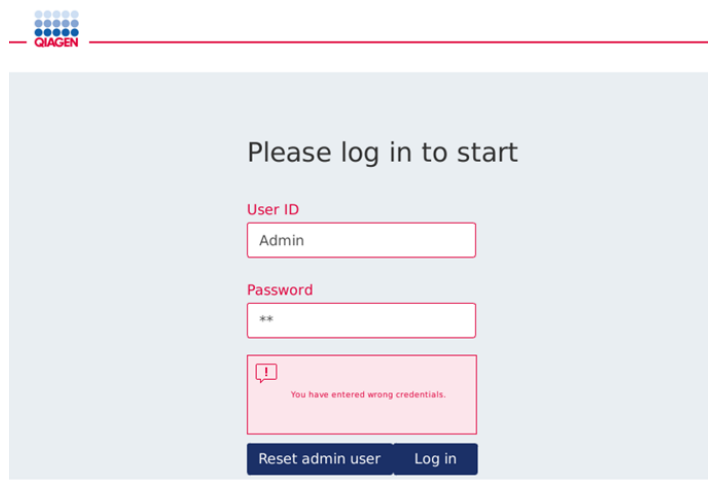 QIAGEN
Please log in to start
User ID
Admin
Password
**
!
You have entered wrong credentials.
Reset admin user Log in